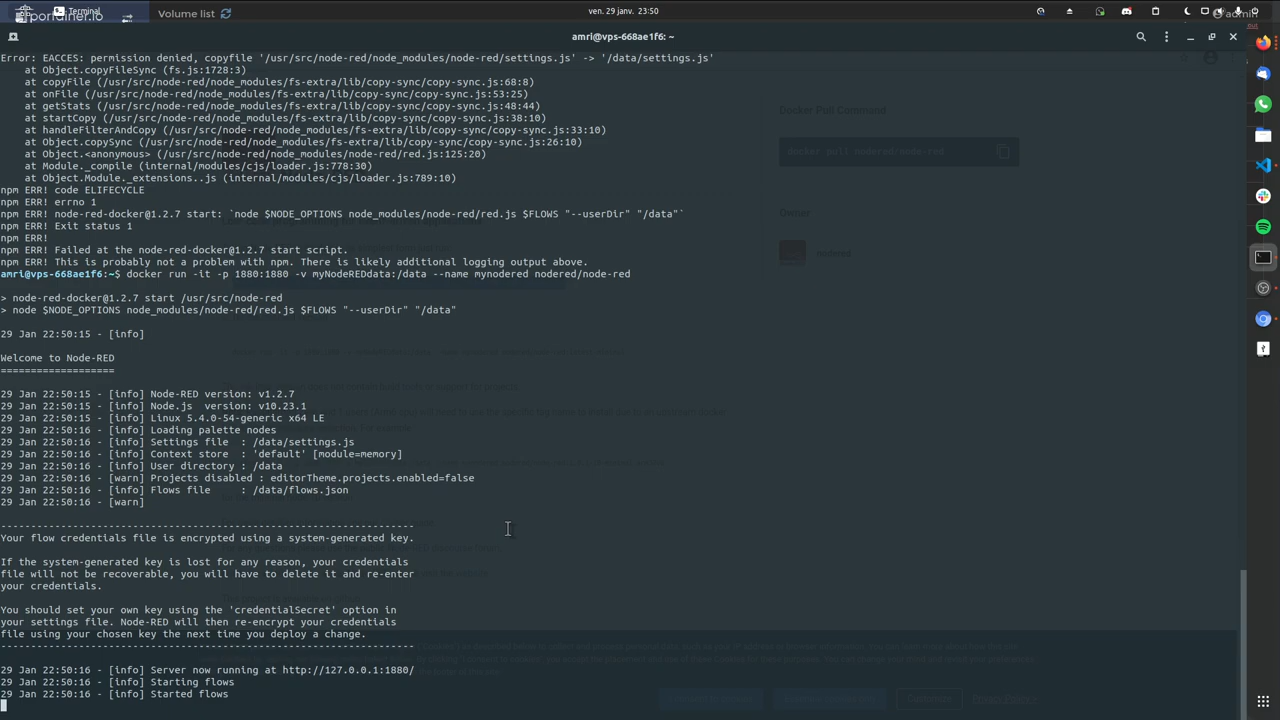 portainer.io
Terminal
Volume list
ven. 29 janv. 23:50
admin
amri@vps-668ae1f6: ~
Error: EACCES: permission denied, copyfile '/usr/src/node-red/node_modules/node-red/settings.js' -> '/data/settings.js'
at Object.copyFileSync (fs.js:1728:3)
at copyFile (/usr/src/node-red/node_modules/fs-extra/lib/copy-sync/copy-sync.js:68:8)
at onFile (/usr/src/node-red/node_modules/fs-extra/lib/copy-sync/copy-sync.js:53:25)
at getStats (/usr/src/node-red/node_modules/fs-extra/lib/copy-sync/copy-sync.js:48:44)
at startCopy (/usr/src/node-red/node_modules/fs-extra/lib/copy-sync/copy-sync.js:38:10)
at handleFilterAndCopy (/usr/src/node-red/node_modules/fs-extra/lib/copy-sync/copy-sync.js:33:10)
at Object.copySync (/usr/src/node-red/node_modules/fs-extra/lib/copy-sync/copy-sync.js:26:10)
at Object.<anonymous> (/usr/src/node-red/node_modules/node-red/red.js:125:20)
at Module._compile (internal/modules/cjs/loader.js:778:30)
at Object.Module._extensions..js (internal/modules/cjs/loader.js:789:10)
npm ERR! code ELIFECYCLE
npm ERR! errno 1
npm ERR! node-red-docker@1.2.7 start: `node $NODE_OPTIONS node_modules/node-red/red.js $FLOWS "--userDir" "/data"`
npm ERR! Exit status 1
npm ERR!
npm ERR! Failed at the node-red-docker@1.2.7 start script.
npm ERR! This is probably not a problem with npm. There is likely additional logging output above.
amri@vps-668ae1f6:~$ docker run -it -p 1880:1880 -v myNodeREDdata:/data --name mynodered nodered/node-red
> node-red-docker@1.2.7 start /usr/src/node-red
> node $NODE_OPTIONS node_modules/node-red/red.js $FLOWS "--userDir" "/data"
29 Jan 22:50:15 - [info]
Welcome to Node-RED
===================
29 Jan 22:50:15 - [info] Node-RED version: v1.2.7
29 Jan 22:50:15 - [info] Node.js  version: v10.23.1
29 Jan 22:50:15 - [info] Linux 5.4.0-54-generic x64 LE
29 Jan 22:50:16 - [info] Loading palette nodes
29 Jan 22:50:16 - [info] Settings file  : /data/settings.js
29 Jan 22:50:16 - [info] Context store  : 'default' [module=memory]
29 Jan 22:50:16 - [info] User directory : /data
29 Jan 22:50:16 - [warn] Projects disabled : editorTheme.projects.enabled=false
29 Jan 22:50:16 - [info] Flows file     : /data/flows.json
29 Jan 22:50:16 - [warn]
---------------------------------------------------------------------
Your flow credentials file is encrypted using a system-generated key.
If the system-generated key is lost for any reason, your credentials
file will not be recoverable, you will have to delete it and re-enter
your credentials.
You should set your own key using the 'credentialSecret' option in
your settings file. Node-RED will then re-encrypt your credentials
file using your chosen key the next time you deploy a change.
---------------------------------------------------------------------
29 Jan 22:50:16 - [info] Server now running at http://127.0.0.1:1880/
29 Jan 22:50:16 - [info] Starting flows
29 Jan 22:50:16 - [info] Started flows
Docker Pull Command
docker pull nodered/node-red
Owner
nodered
Customize
Privacy Policy